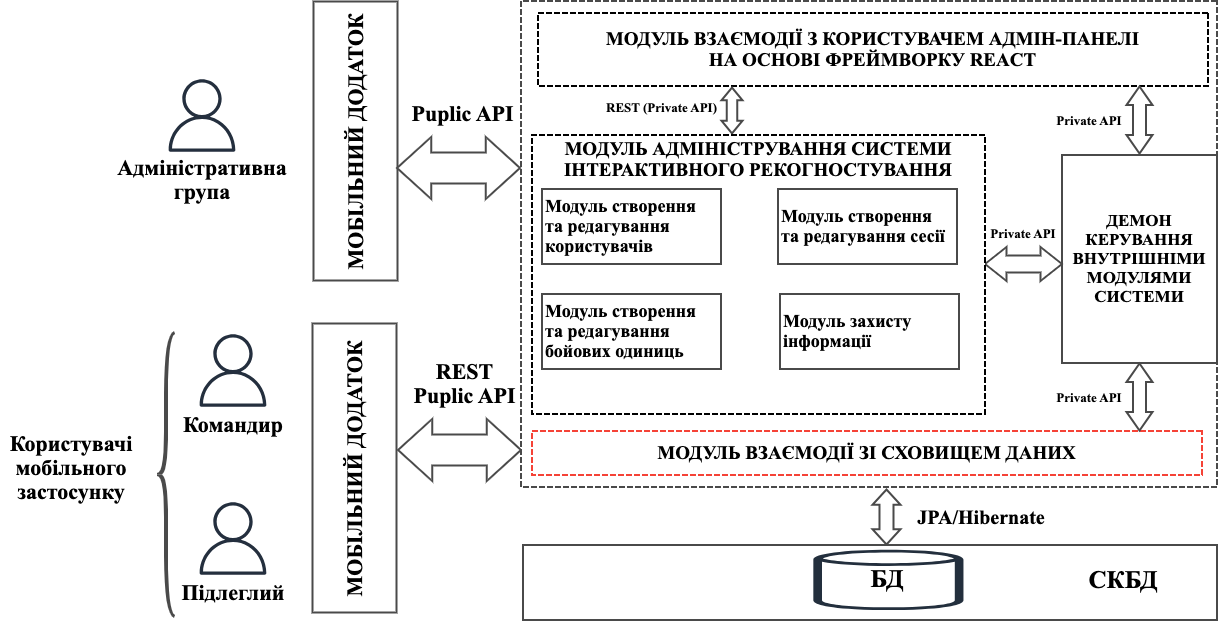 МОДУЛЬ ВЗАЄМОДІЇ З КОРИСТУВАЧЕМ АДМІН-ПАНЕЛІ
НА ОСНОВІ ФРЕЙМВОРКУ REACT
REST (Private API)
Private API
Адміністративна
група
МОБІЛЬНИЙ ДОДАТОК
Puplic API
МОДУЛЬ АДМІНІСТРУВАННЯ СИСТЕМИ
ІНТЕРАКТИВНОГО РЕКОГНОСТУВАННЯ
Модуль створення
та редагування
користувачів
Модуль створення
та редагування сесії
Модуль створення
та редагування
бойових одиниць
Модуль захисту
інформації
Private API
ДЕМОН
КЕРУВАННЯ
ВНУТРІШНІМИ
МОДУЛЯМИ
СИСТЕМИ
Private API
Користувачі
мобільного
застосунку
Командир
Підлеглий
МОБІЛЬНИЙ ДОДАТОК
REST
Puplic API
МОДУЛЬ ВЗАЄМОДІЇ ЗІ СХОВИЩЕМ ДАНИХ
JPA/Hibernate
БД
СКБД